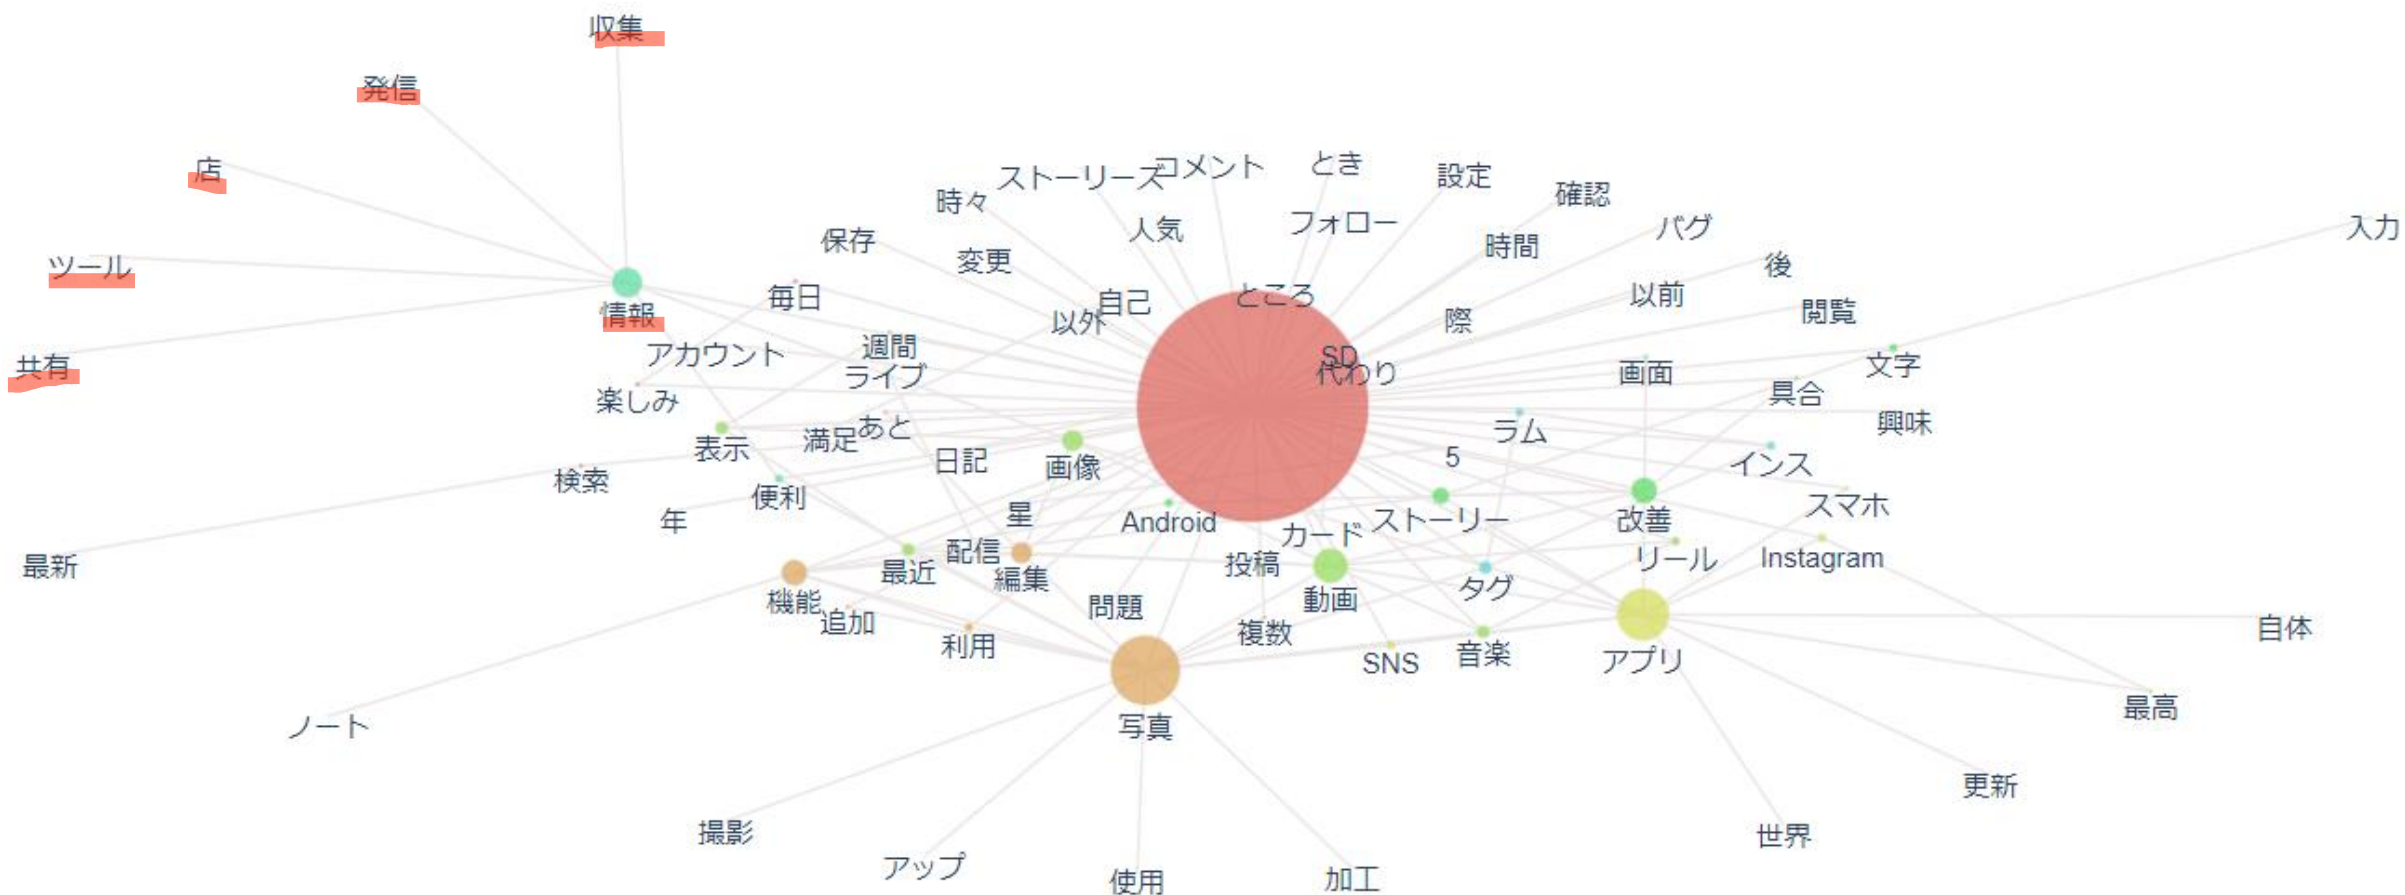 収集
発信
店
ツール
情報
共有
ストーリーズ
コメント
とき
設定
時々
人気
フォロー
確認
保存
変更
時間
バグ
入力
毎日
自己
ところ
以前
後
以外
際
閲覧
アカウント
週間
ライブ
SD
代わり
画面
文字
楽しみ
具合
表示
満足
あと
ラム
興味
検索
日記
画像
5
インス
年
便利
星
Android
カード
ストーリー
改善
スマホ
最新
配信
最近
編集
投稿
リール
Instagram
機能
追加
問題
動画
タグ
利用
複数
SNS
音楽
アプリ
自体
ノート
写真
最高
撮影
更新
アップ
使用
加工
世界